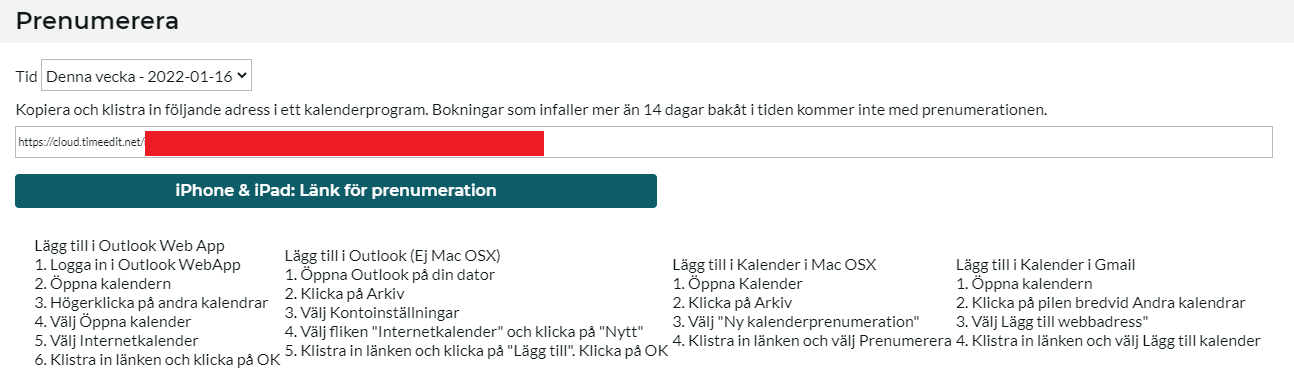 Prenumerera
Tid Denna vecka - 2022-01-16
Kopiera och klistra in följande adress i ett kalenderprogram. Bokningar som infaller mer än 14 dagar bakåt i tiden kommer inte med prenumerationen.
https://cloud.timeedit.net/
iPhone & iPad: Länk för prenumeration
Lägg till i Outlook Web App
1. Logga in i Outlook WebApp
2. Öppna kalendern
3. Högerklicka på andra kalendrar
4. Välj Öppna kalender
5. Välj Internetkalender
6. Klistra in länken och klicka på OK
Lägg till i Outlook (Ej Mac OSX)
1. Öppna Outlook på din dator
2. Klicka på Arkiv
3. Välj Kontoinställningar
4. Välj fliken "Internetkalender" och klicka på "Nytt"
5. Klistra in länken och klicka på "Lägg till". Klicka på OK
Lägg till i Kalender i Mac OSX
1. Öppna Kalender
2. Klicka på Arkiv
3. Välj "Ny kalenderprenumeration"
4. Klistra in länken och välj Prenumerera
Lägg till i Kalender i Gmail
1. Öppna kalendern
2. Klicka på pilen bredvid Andra kalendrar
3. Välj Lägg till webbadress"
4. Klistra in länken och välj Lägg till kalender